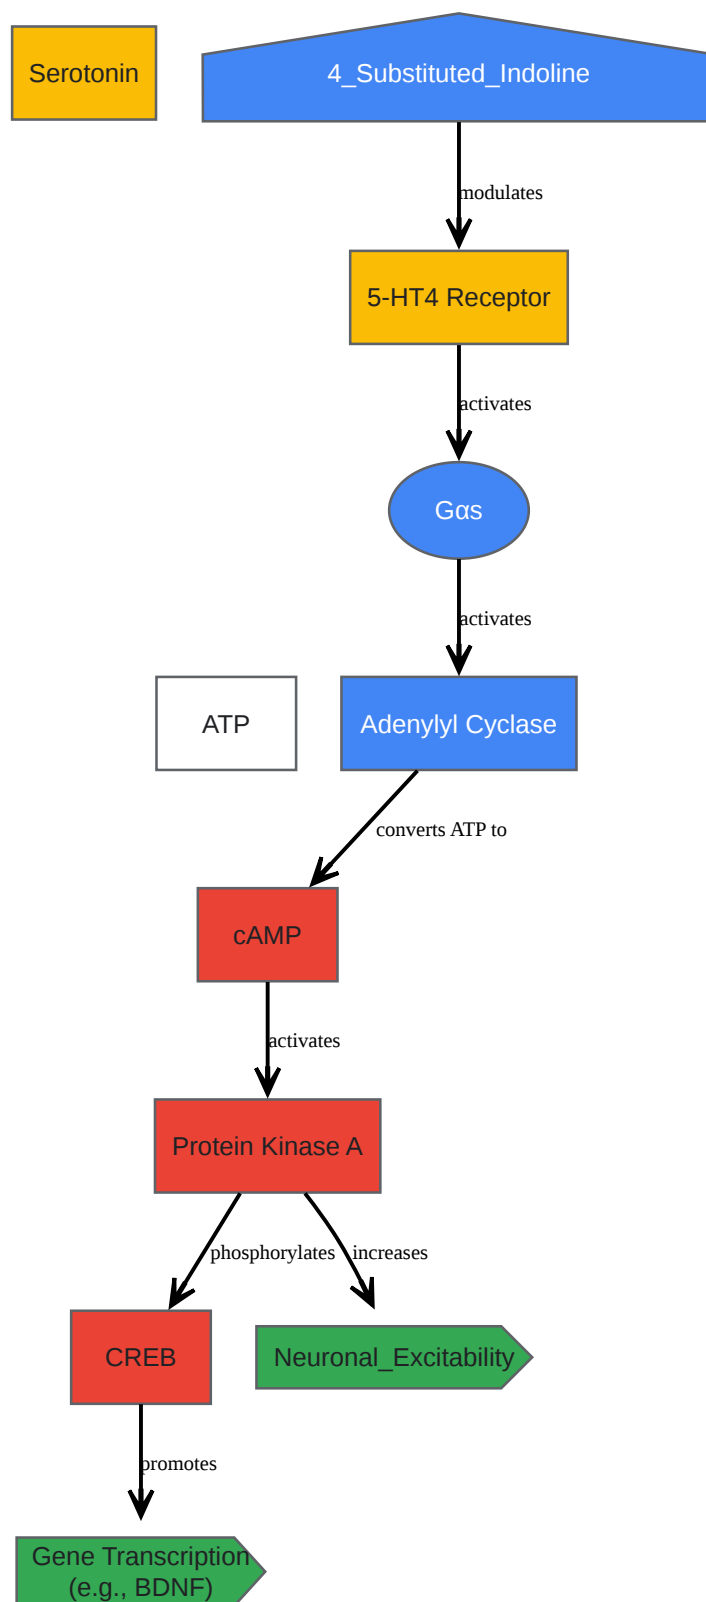 Serotonin
4_Substituted_Indoline
modulates
5-HT4 Receptor
activates
Gαs
activates
ATP
Adenylyl Cyclase
converts ATP to
cAMP
activates
Protein Kinase A
phosphorylates
increases
CREB
Neuronal_Excitability
promotes
Gene Transcription
(e.g., BDNF)